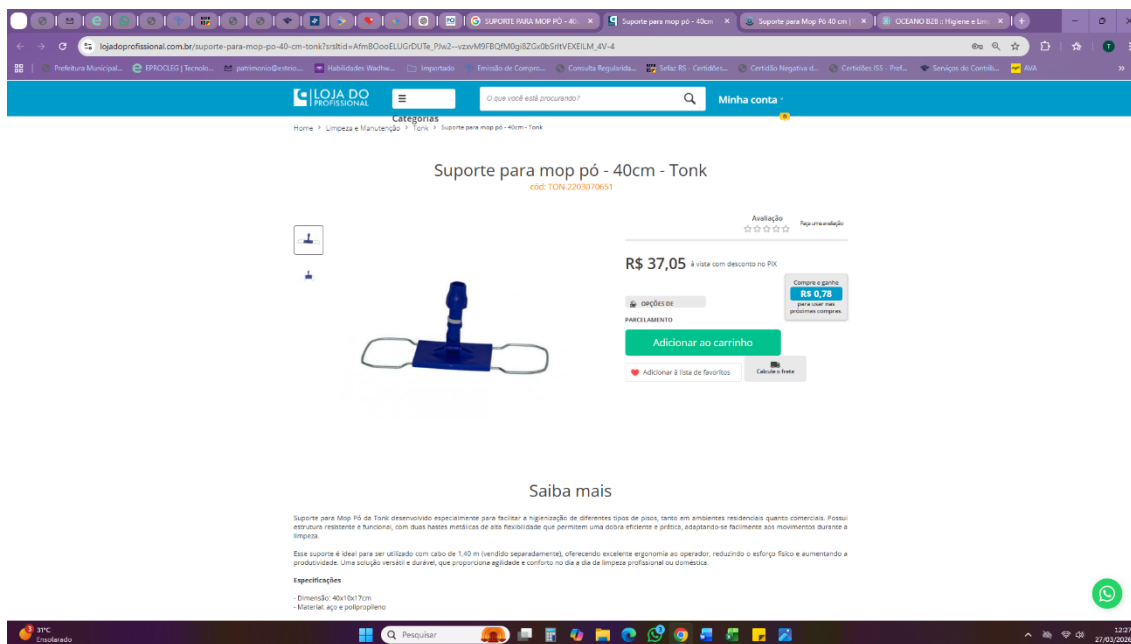 SUPORTE PARA MOP PÓ - 40
Suporte para mop pó - 40cm
Suporte para Mop Pó 40 cm |
OCEANO B2B :: Higiene e Lim
lojadoprofissional.com.br/suporte-para-mop-po-40-cm-tonk?
Prefeitura Municipal...
EPROCLEG | Tecnolo...
patrimonio@esteio...
Habilidades Wadhw...
Importado
Emissão de Compro...
Consulta Regularida...
Sefaz RS - Certidões...
Certidão Negativa d...
Certidões ISS - Pref...
Serviços do Contrib...
AVA
LOJA DO
PROFISSIONAL
Categorias
O que você está procurando?
Minha conta
0
Home > Limpeza e Manutenção > Tonk > Suporte para mop pó - 40cm - Tonk
Suporte para mop pó - 40cm - Tonk
cód: TON-2203070651
Avaliação
Faça uma avaliação
R$ 37,05 à vista com desconto no PIX
Compre e ganhe
R$ 0,78
para usar nas
próximas compras
OPÇÕES DE
PARCELAMENTO
Adicionar ao carrinho
Adicionar à lista de favoritos
Calcule o frete
Saiba mais
Suporte para Mop Pó da Tonk desenvolvido especialmente para facilitar a higienização de diferentes tipos de pisos, tanto em ambientes residenciais quanto comerciais. Possui
estrutura resistente e funcional, com duas hastes metálicas de alta flexibilidade que permitem uma dobra eficiente e prática, adaptando-se facilmente aos movimentos durante a
limpeza.
Esse suporte é ideal para ser utilizado com cabo de 1,40 m (vendido separadamente), oferecendo excelente ergonomia ao operador, reduzindo o esforço físico e aumentando a
produtividade. Uma solução versátil e durável, que proporciona agilidade e conforto no dia a dia da limpeza profissional ou doméstica.
Especificações
- Dimensão: 40x10x17cm
- Material: aço e polipropileno
3
31°C
Ensolarado
Pesquisar
12:27
27/03/2026